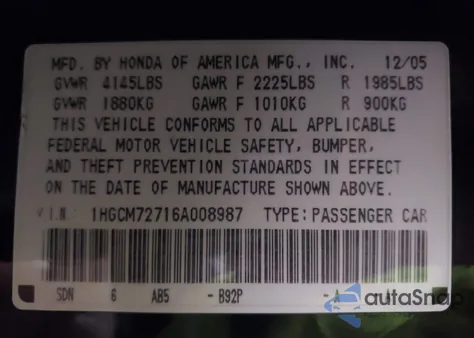 MFD. BY HONDA OF AMERICA MFG., INC. 12/05
GVWR 4145LBS GAWR F 2225LBS R 1985LBS
GVWR 1880KG GAWR F 1010KG R 900KG
THIS VEHICLE CONFORMS TO ALL APPLICABLE
FEDERAL MOTOR VEHICLE SAFETY, BUMPER,
AND THEFT PREVENTION STANDARDS IN EFFECT
ON THE DATE OF MANUFACTURE SHOWN ABOVE.
V.I.N.: 1HGCM72716A008987 TYPE: PASSENGER CAR
SDN 6 AB5 - B92P - A
autaSnap